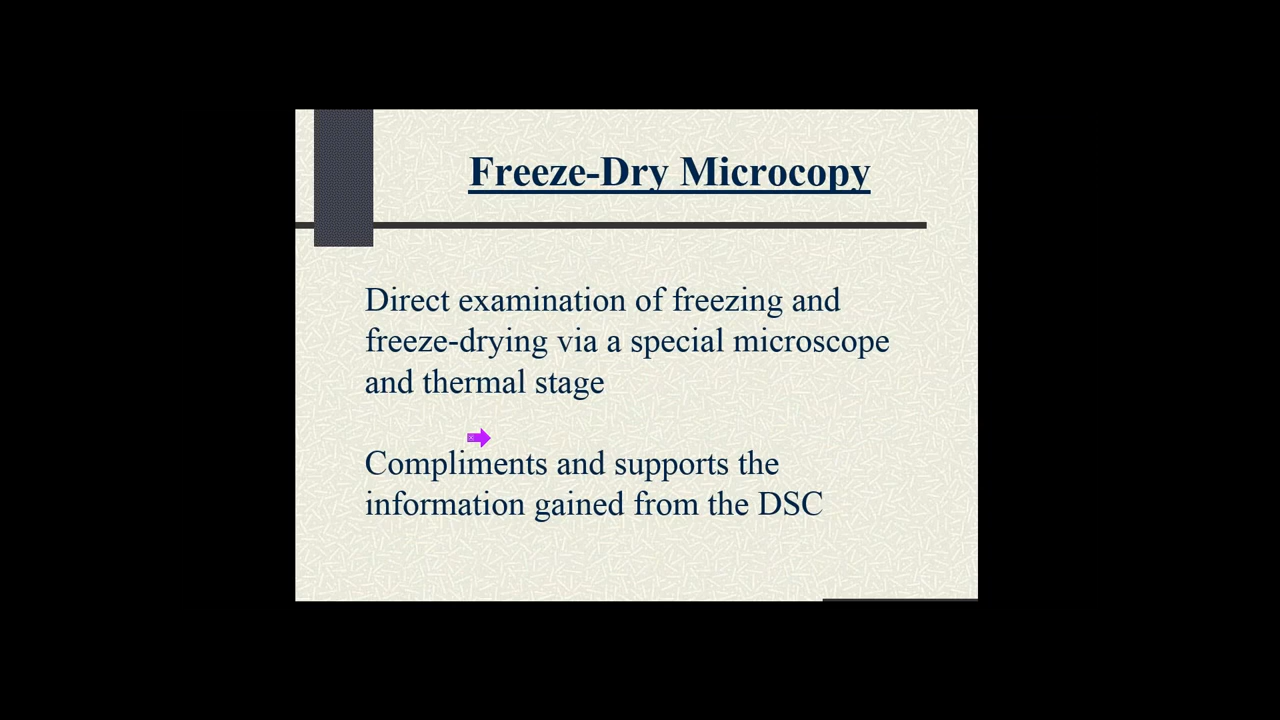 Freeze-Dry Microcopy
Direct examination of freezing and
freeze-drying via a special microscope
and thermal stage
Compliments and supports the
information gained from the DSC